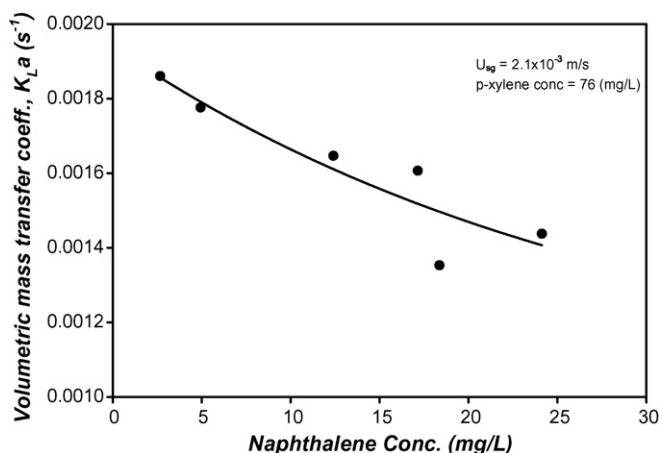 0.0020
0.0018
0.0016
0.0014
0.0012
0.0010
Volumetric mass transfer coeff., KLa (s-1)
Usg = 2.1x10-3 m/s
p-xylene conc = 76 (mg/L)
0 5 10 15 20 25 30
Naphthalene Conc. (mg/L)